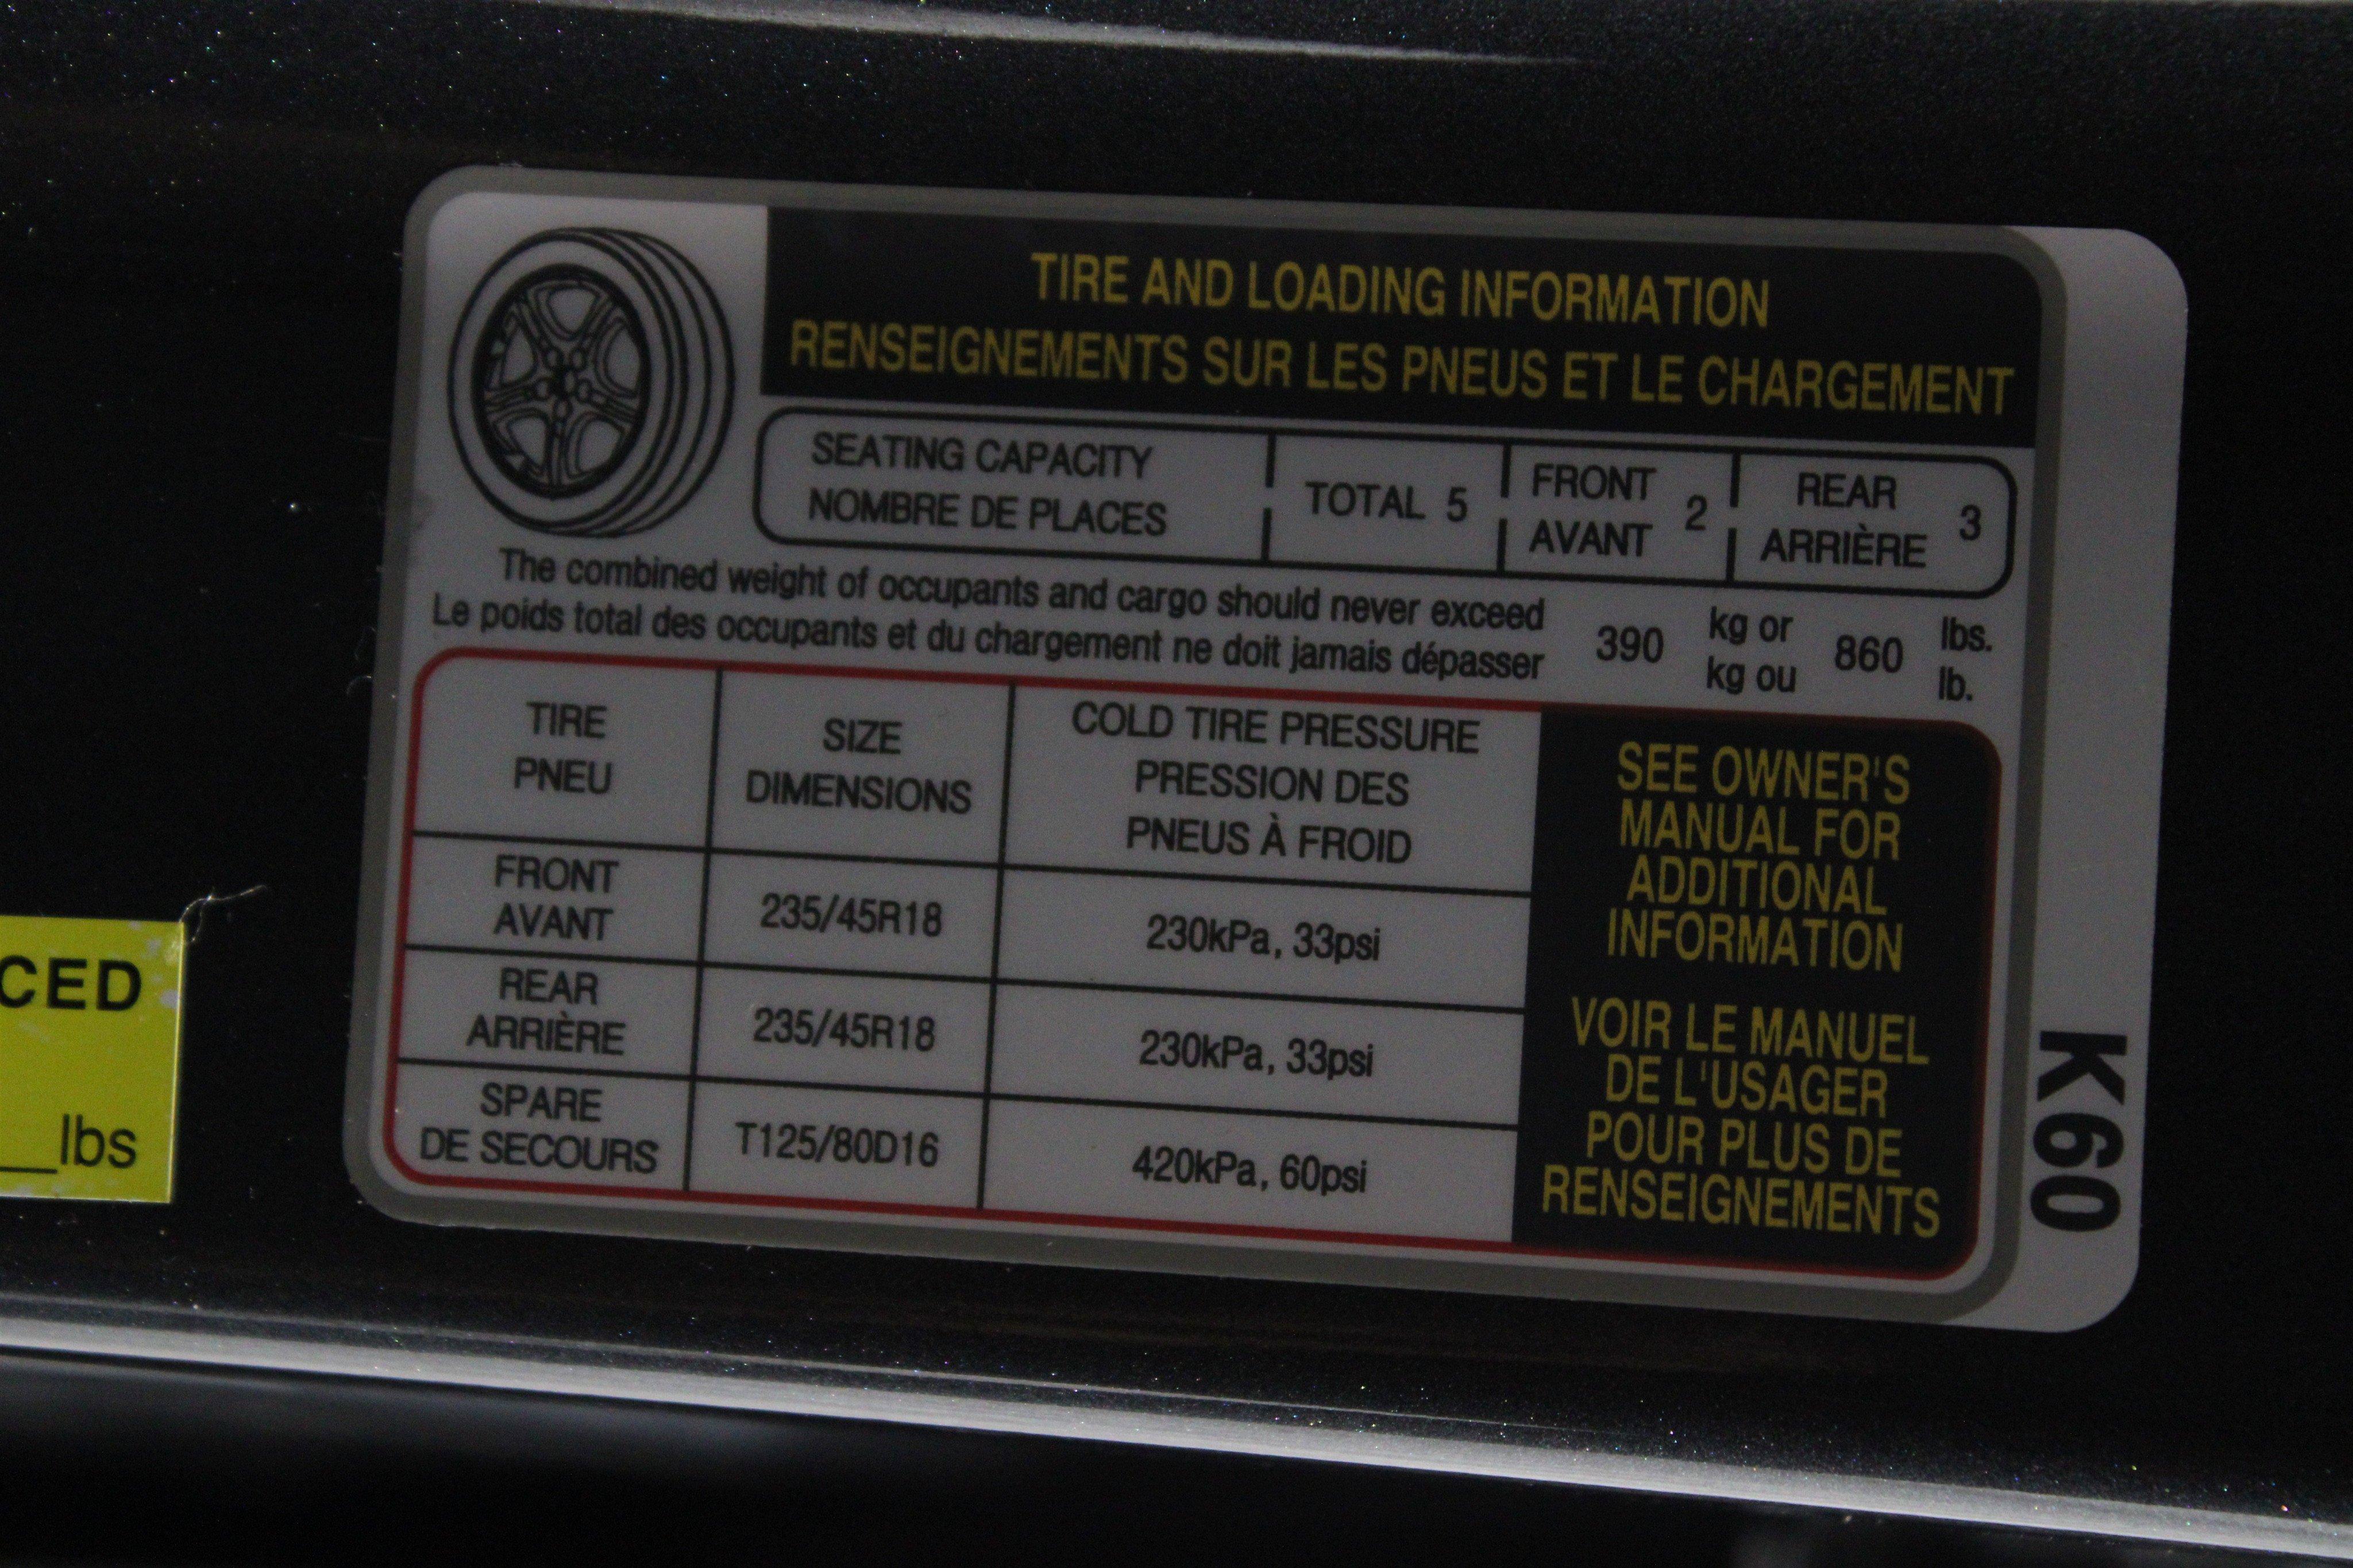 TIRE AND LOADING INFORMATION
RENSEIGNEMENTS SUR LES PNEUS ET LE CHARGEMENT
SEATING CAPACITY
NOMBRE DE PLACES
TOTAL 5
FRONT
AVANT
2
REAR
ARRIÈRE
3
The combined weight of occupants and cargo should never exceed
Le poids total des occupants et du chargement ne doit jamais dépasser
390
kg or
kg ou
860
lbs.
lb.
TIRE
PNEU
SIZE
DIMENSIONS
COLD TIRE PRESSURE
PRESSION DES
PNEUS À FROID
FRONT
AVANT
235/45R18
230kPa, 33psi
REAR
ARRIÈRE
235/45R18
230kPa, 33psi
SPARE
DE SECOURS
T125/80D16
420kPa, 60psi
SEE OWNER'S
MANUAL FOR
ADDITIONAL
INFORMATION
VOIR LE MANUEL
DE L'USAGER
POUR PLUS DE
RENSEIGNEMENTS
K60
CED
__lbs